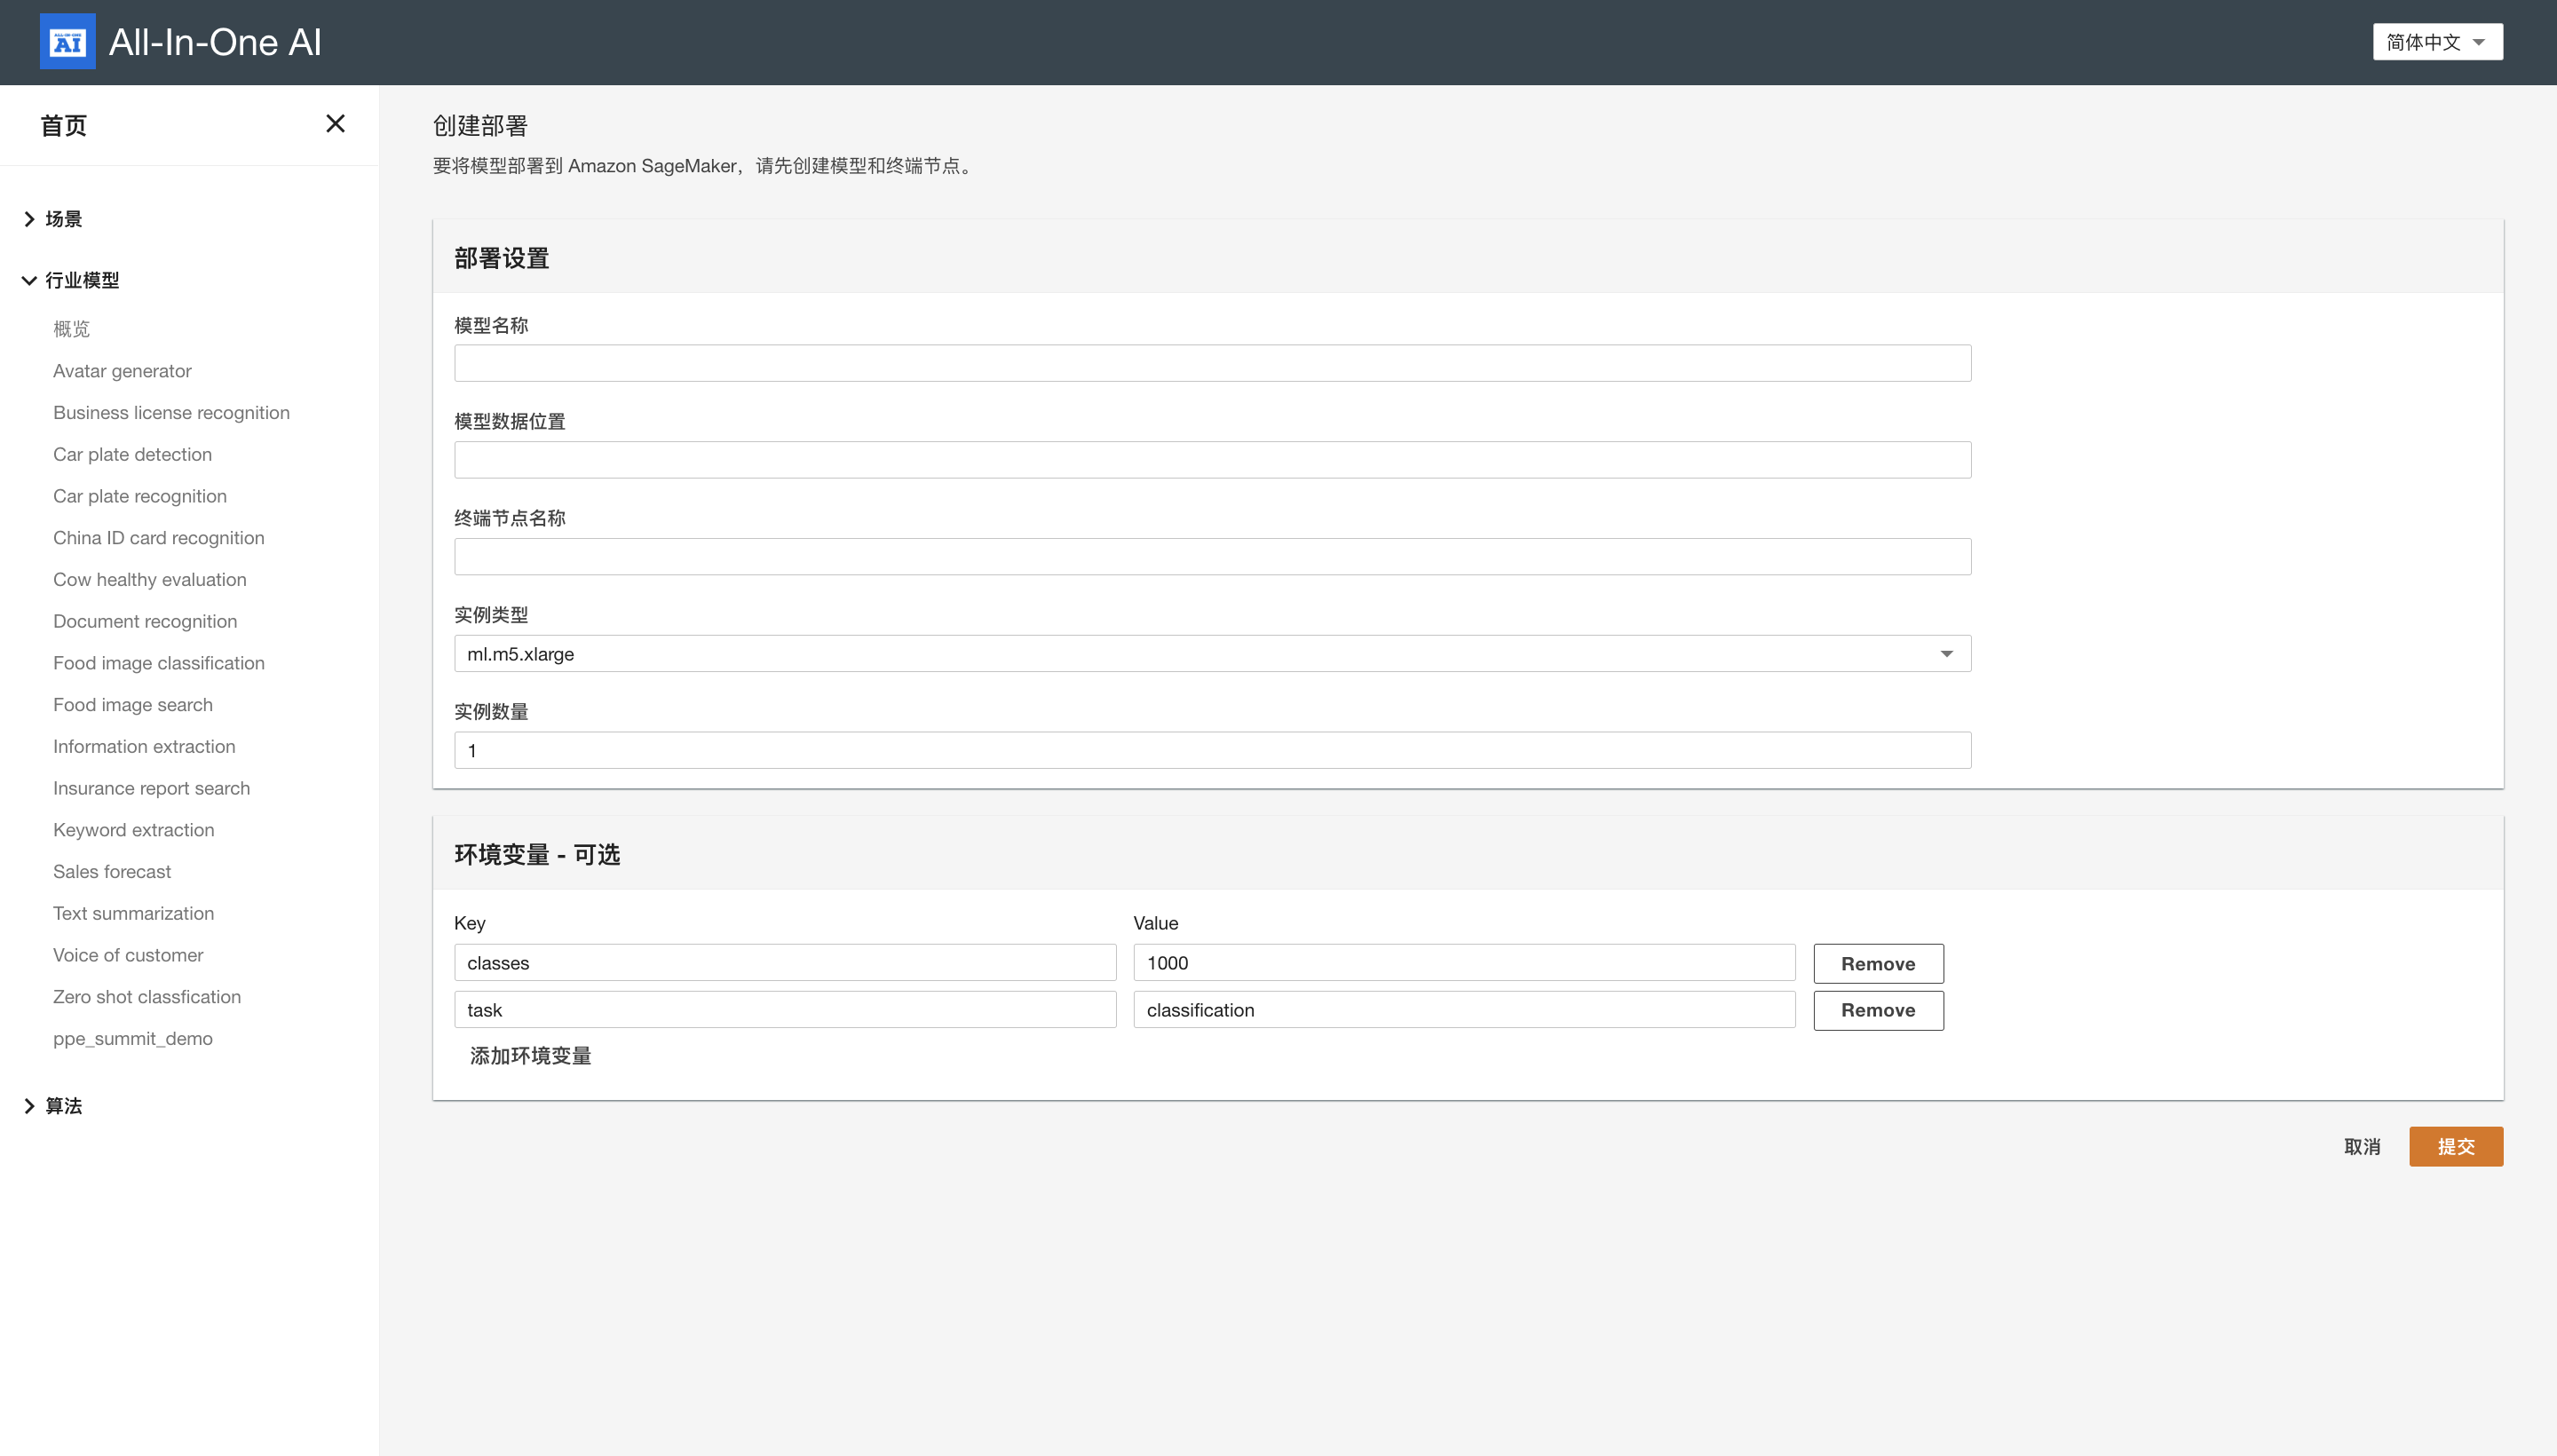 ALL-IN-ONE
AI
All-In-One AI
简体中文
首页
场景
行业模型
概览
Avatar generator
Business license recognition
Car plate detection
Car plate recognition
China ID card recognition
Cow healthy evaluation
Document recognition
Food image classification
Food image search
Information extraction
Insurance report search
Keyword extraction
Sales forecast
Text summarization
Voice of customer
Zero shot classfication
ppe_summit_demo
算法
创建部署
要将模型部署到 Amazon SageMaker，请先创建模型和终端节点。
部署设置
模型名称
模型数据位置
终端节点名称
实例类型
ml.m5.xlarge
实例数量
1
环境变量 - 可选
Key Value
classes 1000 Remove
task classification Remove
添加环境变量
取消 提交